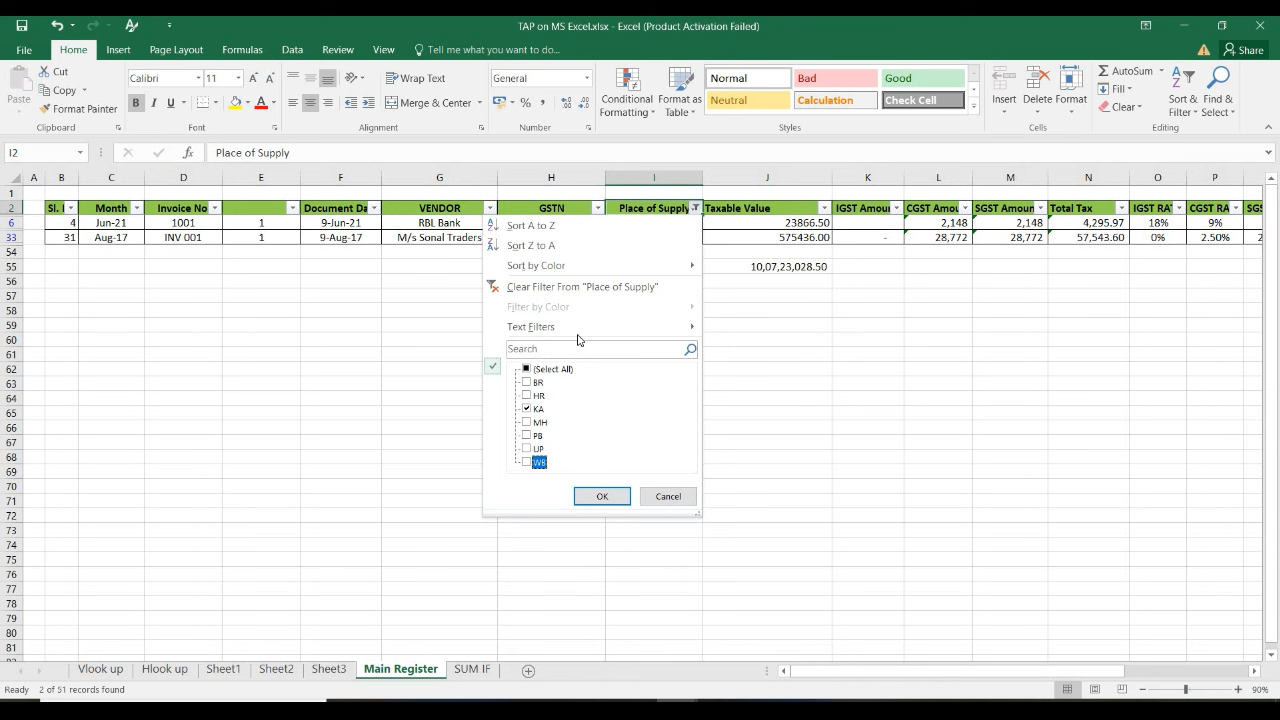 TAP on MS Excel.xlsx - Excel (Product Activation Failed)
File Home Insert Page Layout Formulas Data Review View Tell me what you want to do... Share
Paste Cut Copy Format Painter Clipboard
Calibri 11 B I U A Font
Wrap Text Merge & Center Alignment
General % , Number
Conditional Formatting Format as Table
Normal Bad Good
Neutral Calculation Check Cell
Styles
Insert Delete Format Cells
AutoSum Fill Clear Sort & Filter Find & Select Editing
I2 fx Place of Supply
A B C D E F G H I J K L M N O P
1
2 Sl. Month Invoice No Document Da VENDOR GSTN Place of Supply Taxable Value IGST Amoun CGST Amou SGST Amoun Total Tax IGST RAT CGST RA SGS
6 4 Jun-21 1001 1 9-Jun-21 RBL Bank 23866.50 2,148 2,148 4,295.97 18% 9%
33 31 Aug-17 INV 001 1 9-Aug-17 M/s Sonal Traders 575436.00 - 28,772 28,772 57,543.60 0% 2.50%
54
55 10,07,23,028.50
56
57
58
59
60
61
62
63
64
65
66
67
68
69
70
71
72
73
74
75
76
77
78
79
80
81
Sort A to Z
Sort Z to A
Sort by Color
Clear Filter From "Place of Supply"
Filter by Color
Text Filters
Search
(Select All)
BR
HR
KA
MH
PB
UP
WB
OK Cancel
Vlook up Hlook up Sheet1 Sheet2 Sheet3 Main Register SUM IF
Ready 2 of 51 records found 90%